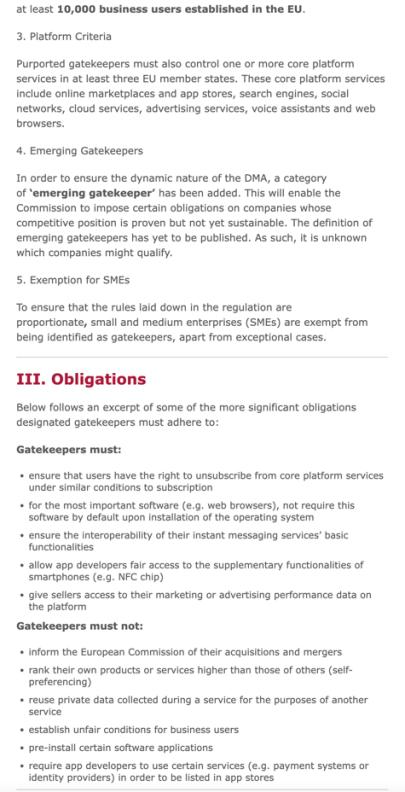 at least 10,000 business users established in the EU.
3. Platform Criteria
Purported gatekeepers must also control one or more core platform
services in at least three EU member states. These core platform services
include online marketplaces and app stores, search engines, social
networks, cloud services, advertising services, voice assistants and web
browsers.
4. Emerging Gatekeepers
In order to ensure the dynamic nature of the DMA, a category
of ‘emerging gatekeeper’ has been added. This will enable the
Commission to impose certain obligations on companies whose
competitive position is proven but not yet sustainable. The definition of
emerging gatekeepers has yet to be published. As such, it is unknown
which companies might qualify.
5. Exemption for SMEs
To ensure that the rules laid down in the regulation are
proportionate, small and medium enterprises (SMEs) are exempt from
being identified as gatekeepers, apart from exceptional cases.
III. Obligations
Below follows an excerpt of some of the more significant obligations
designated gatekeepers must adhere to:
Gatekeepers must:
• ensure that users have the right to unsubscribe from core platform services
under similar conditions to subscription
• for the most important software (e.g. web browsers), not require this
software by default upon installation of the operating system
• ensure the interoperability of their instant messaging services’ basic
functionalities
• allow app developers fair access to the supplementary functionalities of
smartphones (e.g. NFC chip)
• give sellers access to their marketing or advertising performance data on
the platform
Gatekeepers must not:
• inform the European Commission of their acquisitions and mergers
• rank their own products or services higher than those of others (self-
preferencing)
• reuse private data collected during a service for the purposes of another
service
• establish unfair conditions for business users
• pre-install certain software applications
• require app developers to use certain services (e.g. payment systems or
identity providers) in order to be listed in app stores